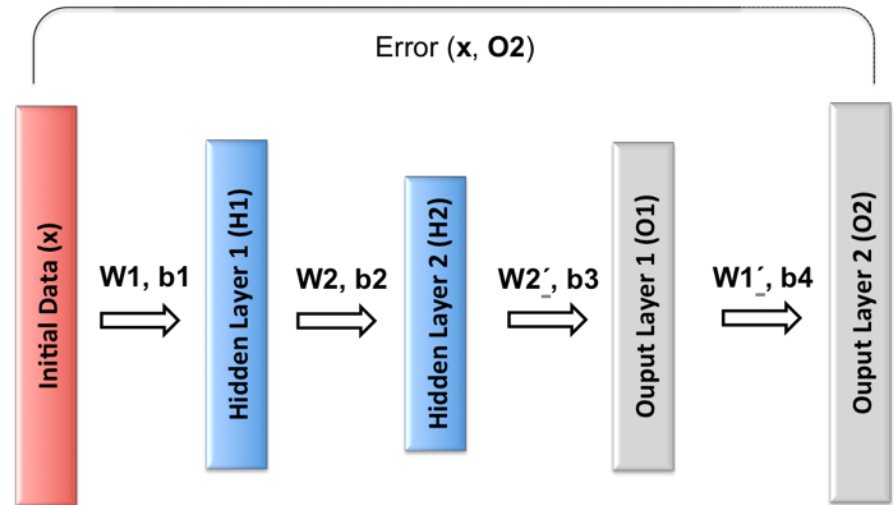 Error (x, O2)
Initial Data (x)
W1, b1
Hidden Layer 1 (H1)
W2, b2
Hidden Layer 2 (H2)
W2´, b3
Ouput Layer 1 (O1)
W1´, b4
Ouput Layer 2 (O2)